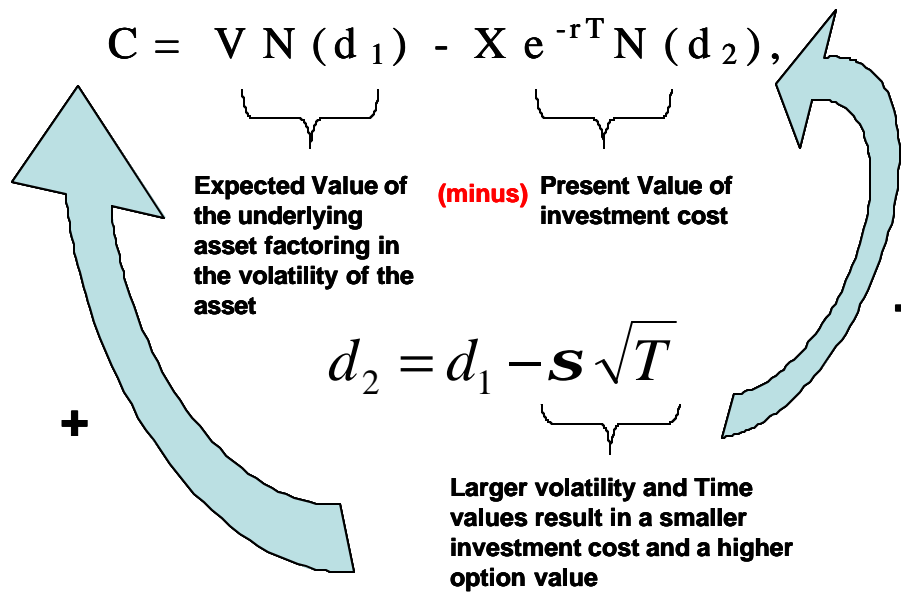 C = V N ( d 1 ) - X e -rT N ( d 2 ) ,
Expected Value of
the underlying
asset factoring in
the volatility of the
asset
(minus)
Present Value of
investment cost
-
d2 = d1 − s √T
+
Larger volatility and Time
values result in a smaller
investment cost and a higher
option value